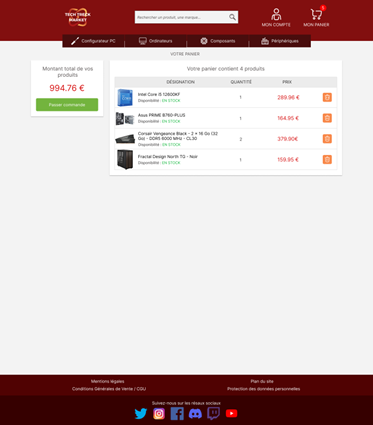 TECH TREEK
MARKET
Rechercher un produit, une marque...
5
MON COMPTE
MON PANIER
Configurateur PC
Ordinateurs
Composants
Périphériques
VOTRE PANIER
Montant total de vos
produits
994.76 €
Passer commande
Votre panier contient 4 produits
DÉSIGNATION
QUANTITÉ
PRIX
Intel Core i5 12600KF
Disponibilité : EN STOCK
1
289.96 €
Asus PRIME B760-PLUS
Disponibilité : EN STOCK
1
164.95 €
Corsair Vengeance Black - 2 x 16 Go (32
Go) - DDR5 6000 MHz - CL30
Disponibilité : EN STOCK
2
379.90€
Fractal Design North TG - Noir
Disponibilité : EN STOCK
1
159.95 €
Mentions légales
Plan du site
Conditions Générales de Vente / CGU
Protection des données personnelles
Suivez-nous sur les résaux sociaux